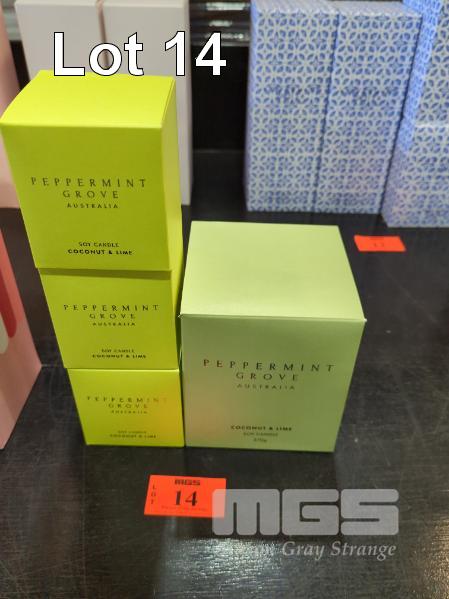 Lot 14
PEPPERMINT
GROVE
AUSTRALIA
SOY CANDLE
COCONUT & LIME
PEPPERMINT
GROVE
AUSTRALIA
SOY CANDLE
COCONUT & LIME
PEPPERMINT
GROVE
AUSTRALIA
SOY CANDLE
COCONUT & LIME
PEPPERMINT
GROVE
AUSTRALIA
COCONUT & LIME
SOY CANDLE
370g
MGS
LOT
14
MGS
Gray Strange